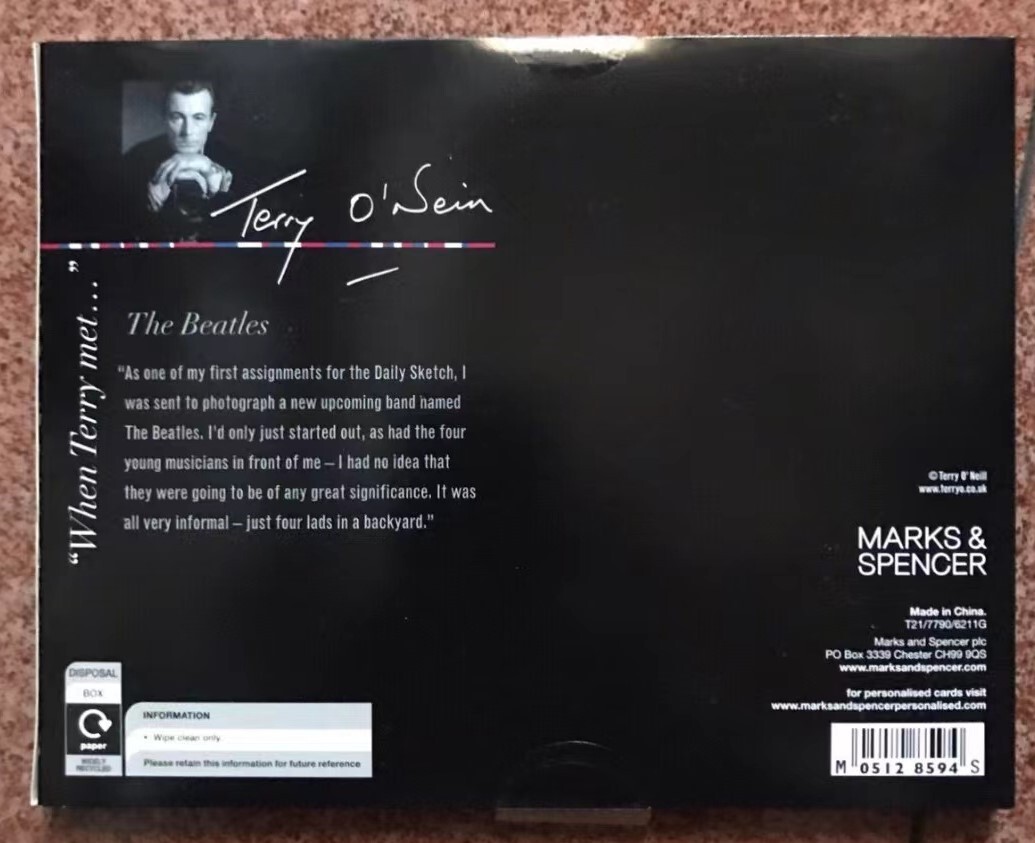 Terry O'Neill
"When Terry met..."
The Beatles
"As one of my first assignments for the Daily Sketch, I
was sent to photograph a new upcoming band named
The Beatles. I'd only just started out, as had the four
young musicians in front of me – I had no idea that
they were going to be of any great significance. It was
all very informal – just four lads in a backyard."
© Terry O' Neill
www.terryo.co.uk
MARKS &
SPENCER
Made in China.
T21/7790/6211G
Marks and Spencer plc
PO Box 3339 Chester CH99 9QS
www.marksandspencer.com
for personalised cards visit
www.marksandspencerpersonalised.com
M 0512 8594 S
DISPOSAL
BOX
paper
WIDELY
RECYCLED
INFORMATION
• Wipe clean only.
Please retain this information for future reference